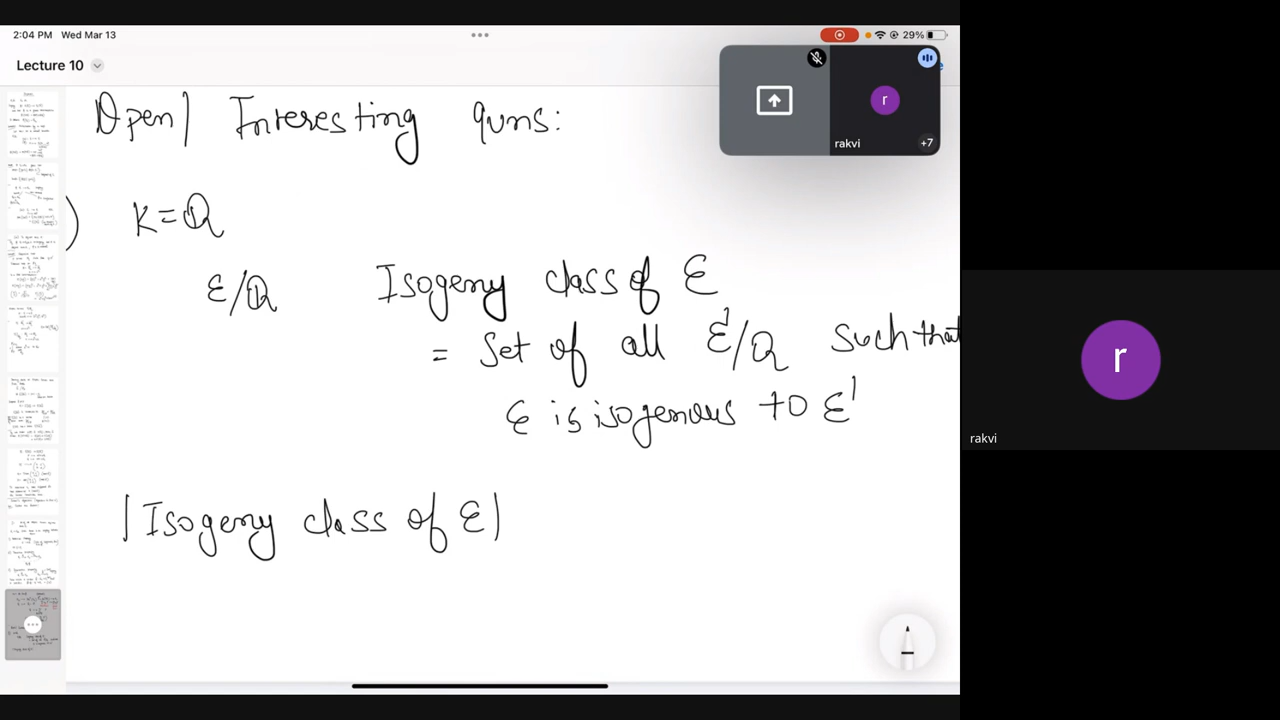 2:04 PM Wed Mar 13
29%
Lecture 10
r
rakvi
+7
Open/ Interesting quns:
) K=ℚ
E/ℚ Isogeny class of E
= Set of all E'/ℚ such that
E is isogenous to E'
|Isogeny class of E|
r
rakvi